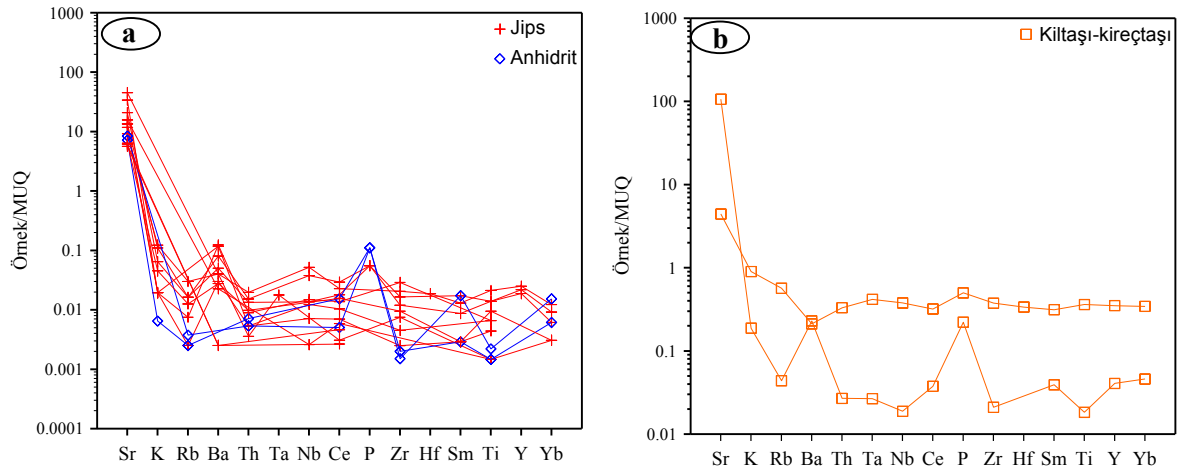 a
Jips
Anhidrit
1000
100
10
1
0.1
0.01
0.001
0.0001
Örnek/MUQ
Sr K Rb Ba Th Ta Nb Ce P Zr Hf Sm Ti Y Yb
b
Kiltaşı-kireçtaşı
1000
100
10
1
0.1
0.01
Örnek/MUQ
Sr K Rb Ba Th Ta Nb Ce P Zr Hf Sm Ti Y Yb